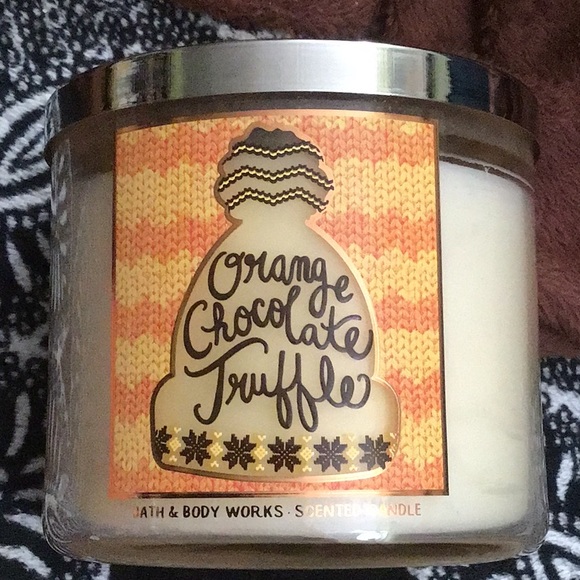 Orange
Chocolate
Truffle
BATH & BODY WORKS · SCENTED CANDLE